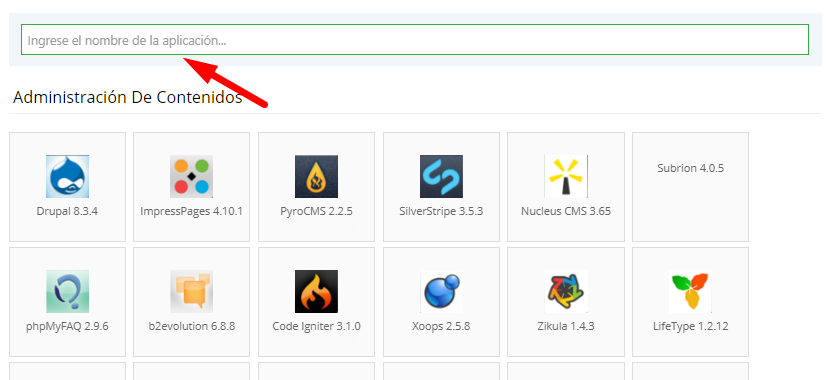 Ingrese el nombre de la aplicación...
Administración De Contenidos
Drupal 8.3.4
ImpressPages 4.10.1
PyroCMS 2.2.5
SilverStripe 3.5.3
Nucleus CMS 3.65
Subrion 4.0.5
phpMyFAQ 2.9.6
b2evolution 6.8.8
Code Igniter 3.1.0
Xoops 2.5.8
Zikula 1.4.3
LifeType 1.2.12